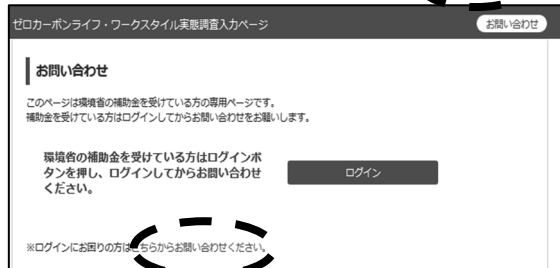 ゼロカーボンライフ・ワークスタイル実態調査入力ページ
お問い合わせ
お問い合わせ
このページは環境省の補助金を受けている方の専用ページです。
補助金を受けている方はログインしてからお問い合わせをお願いします。
環境省の補助金を受けている方はログインボ
タンを押し、ログインしてからお問い合わせ
ください。
ログイン
※ログインにお困りの方はこちらからお問い合わせください。